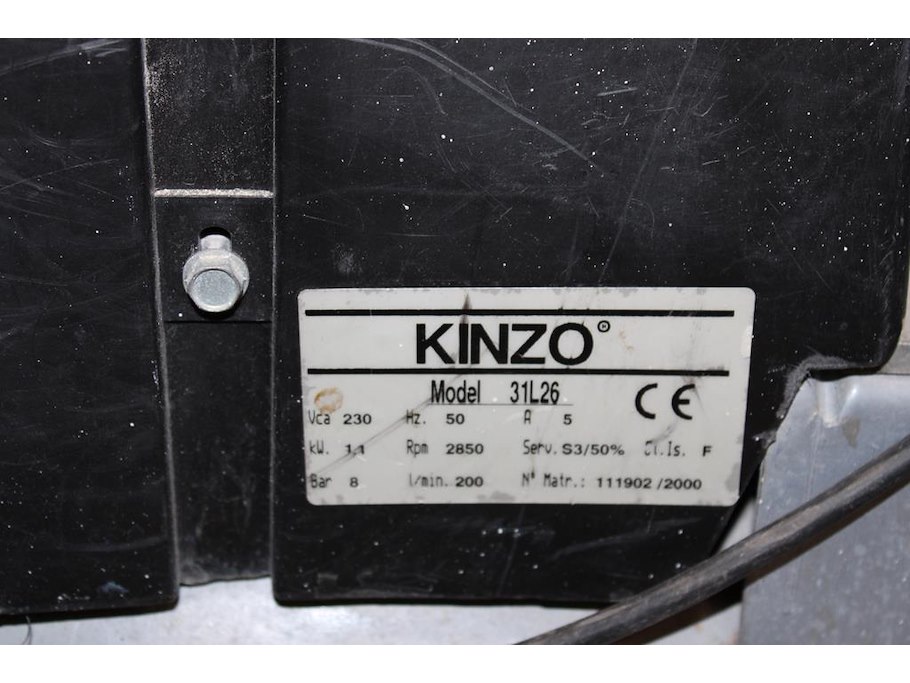 KINZO®
Model 31L26
CE
Vca 230 Hz. 50 A 5
kW. 1,1 Rpm 2850 Serv. S3/50% Cl.Is. F
Bar 8 l/min. 200 N° Matr.: 111902 /2000